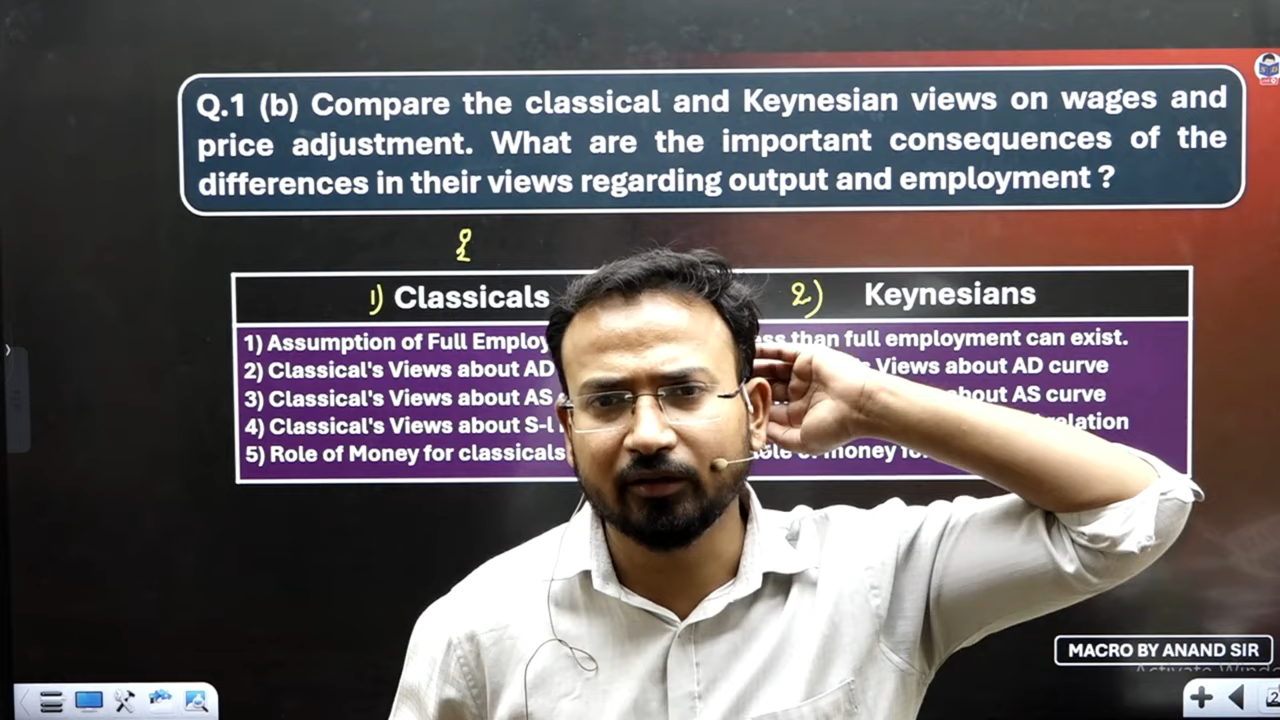 Q.1 (b) Compare the classical and Keynesian views on wages and
price adjustment. What are the important consequences of the
differences in their views regarding output and employment ?
1) Classicals
2) Keynesians
1) Assumption of Full Employ
than full employment can exist.
2) Classical's Views about AD
Views about AD curve
3) Classical's Views about AS
about AS curve
4) Classical's Views about S-I
relation
5) Role of Money for classicals
money
MACRO BY ANAND SIR